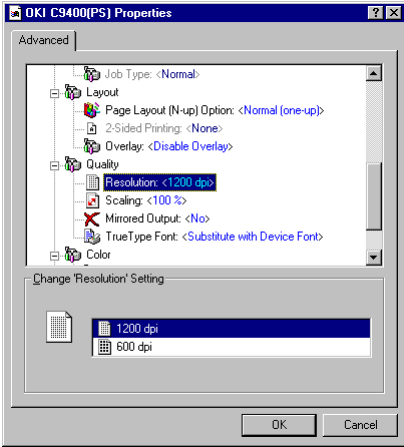 OKI C9400(PS) Properties
Advanced
Job Type: <Normal>
Layout
Page Layout (N-up) Option: <Normal (one-up)>
2-Sided Printing: <None>
Overlay: <Disable Overlay>
Quality
Resolution: <1200 dpi>
Scaling: <100 %>
Mirrored Output: <No>
TrueType Font: <Substitute with Device Font>
Color
Change 'Resolution' Setting
1200 dpi
600 dpi
OK
Cancel